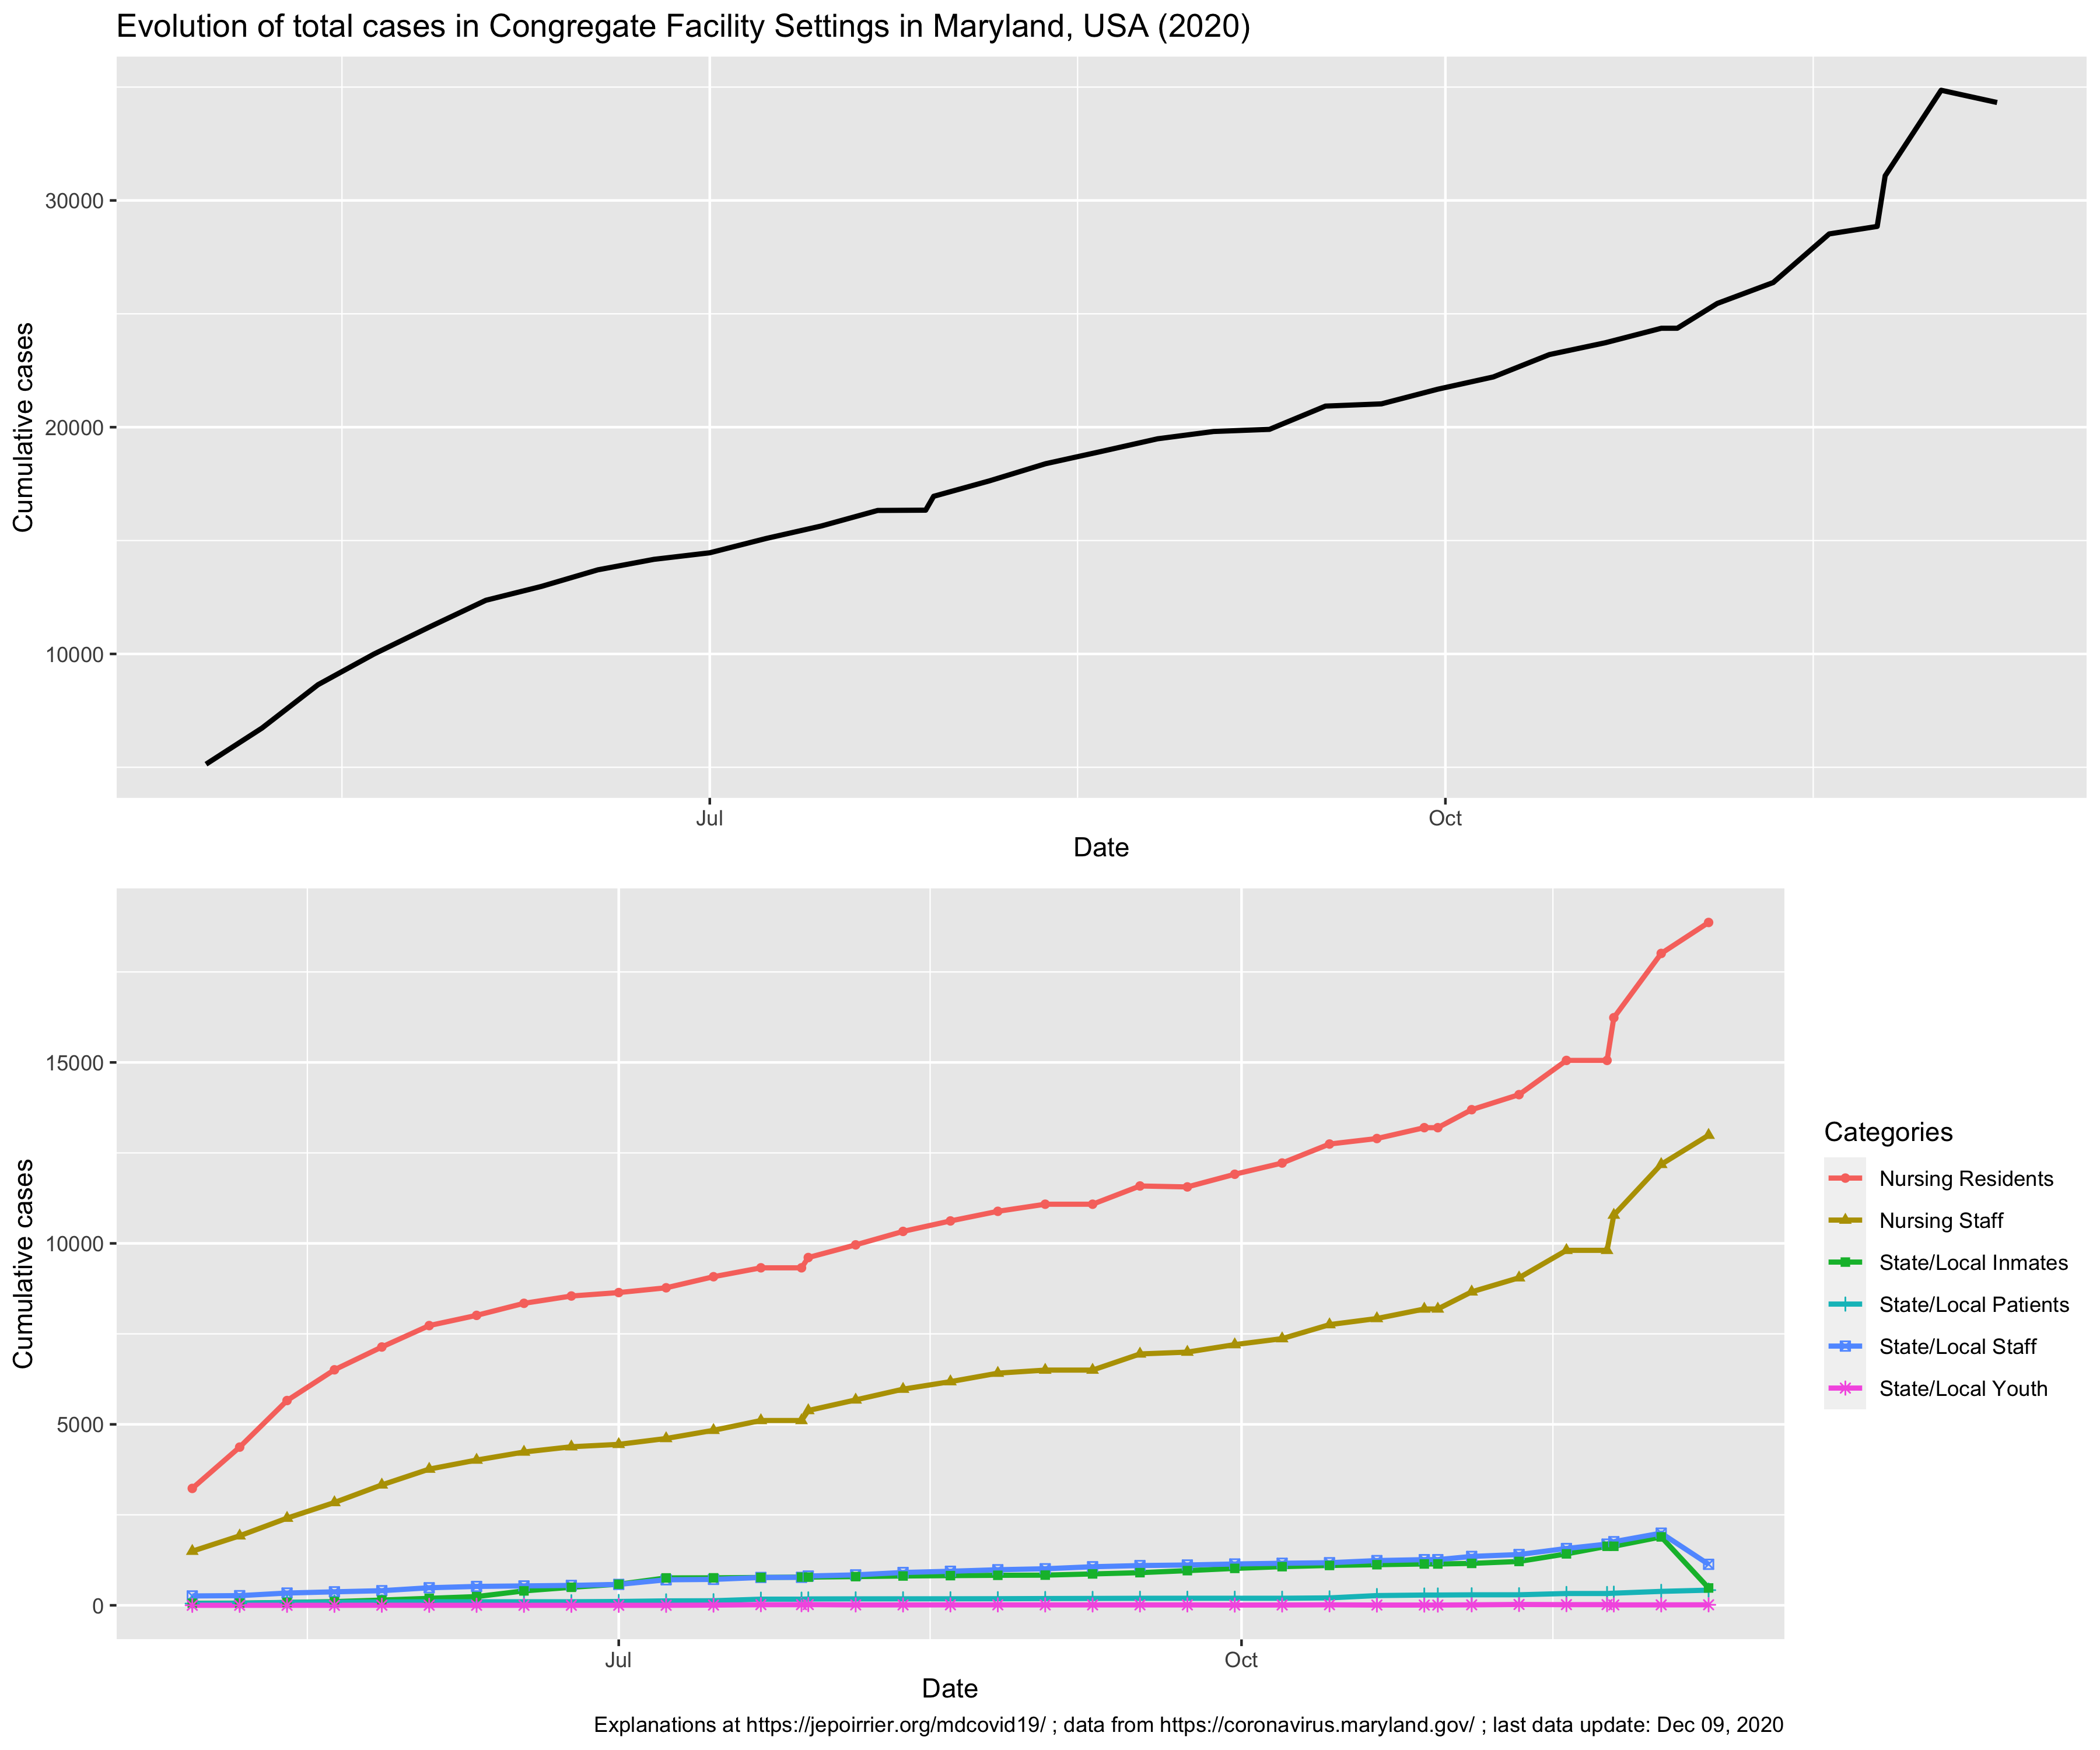 Evolution of total cases in Congregate Facility Settings in Maryland, USA (2020)
Cumulative cases
30000
20000
10000
Jul
Oct
Date
Cumulative cases
15000
10000
5000
0
Jul
Oct
Date
Categories
Nursing Residents
Nursing Staff
State/Local Inmates
State/Local Patients
State/Local Staff
State/Local Youth
Explanations at https://jepoirrier.org/mdcovid19/ ; data from https://coronavirus.maryland.gov/ ; last data update: Dec 09, 2020